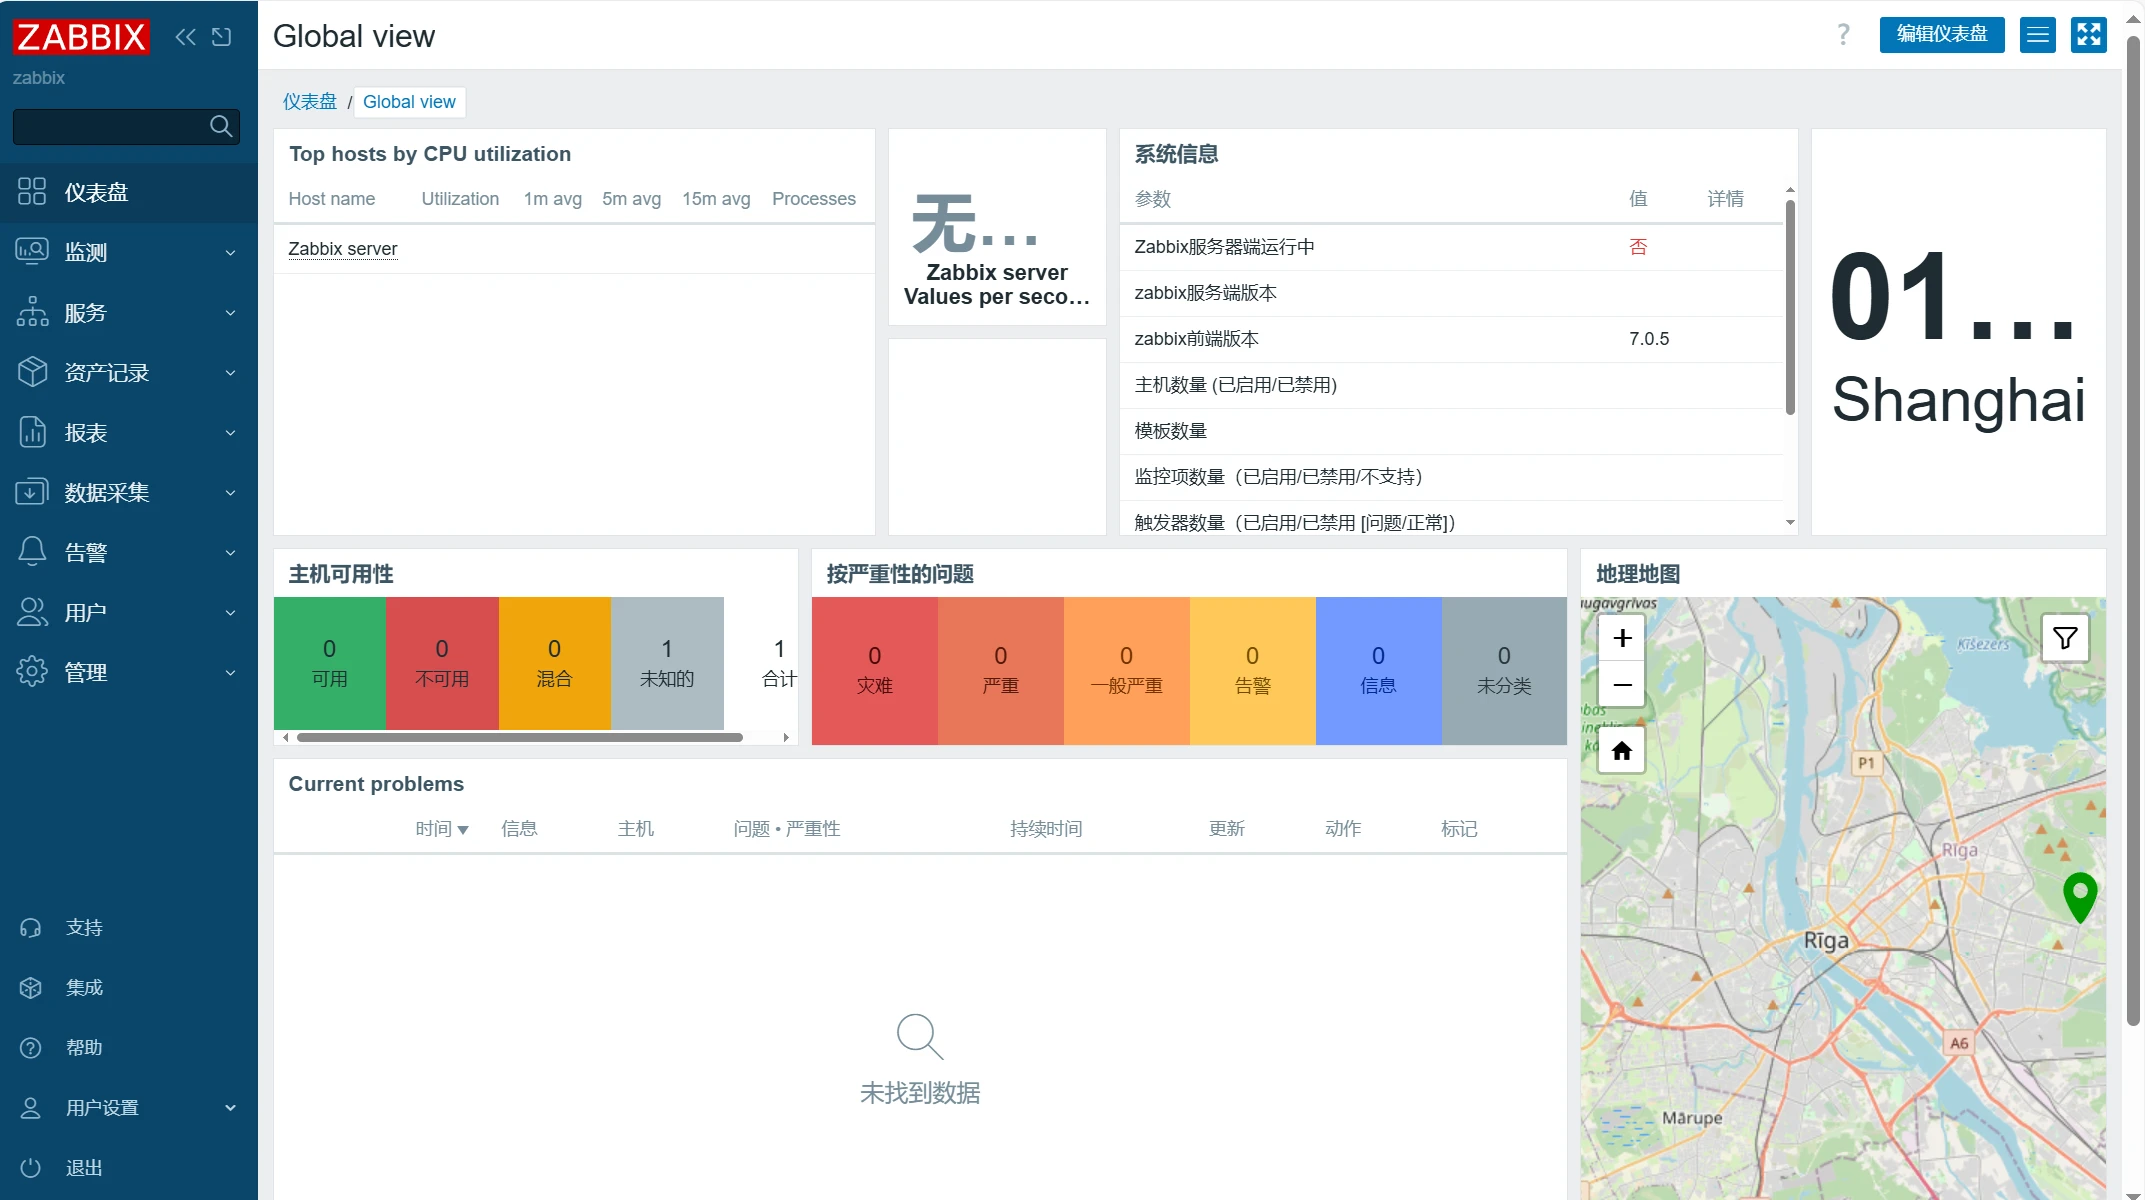 ZABBIX
zabbix
仪表盘
监测
服务
资产记录
报表
数据采集
告警
用户
管理
支持
集成
帮助
用户设置
退出
Global view
?
编辑仪表盘
仪表盘 / Global view
Top hosts by CPU utilization
Host name Utilization 1m avg 5m avg 15m avg Processes
Zabbix server
无...
Zabbix server
Values per seco...
系统信息
参数 值 详情
Zabbix服务器端运行中 否
zabbix服务端版本
zabbix前端版本 7.0.5
主机数量 (已启用/已禁用)
模板数量
监控项数量（已启用/已禁用/不支持）
触发器数量（已启用/已禁用 [问题/正常]）
01...
Shanghai
主机可用性
0 0 0 1 1
可用 不可用 混合 未知的 合计
按严重性的问题
0 0 0 0 0 0
灾难 严重 一般严重 告警 信息 未分类
Current problems
时间 信息 主机 问题 • 严重性 持续时间 更新 动作 标记
未找到数据
地理地图
+
−
augavgrīvas
Ķīšezers
P1
Rīga
Rīga
A6
Mārupe